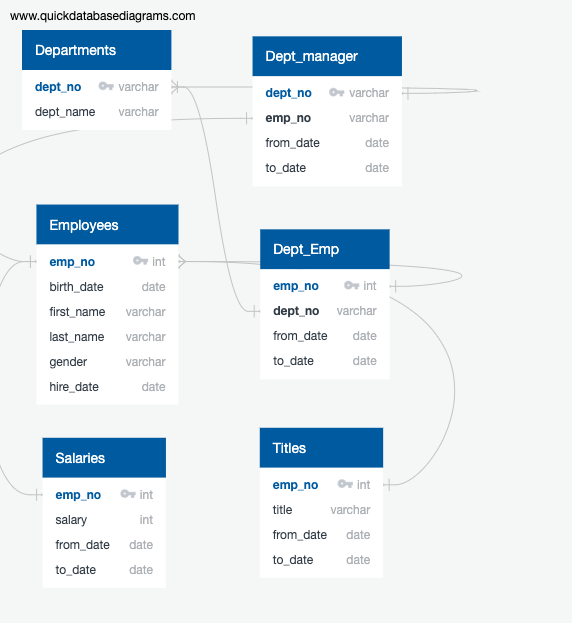 www.quickdatabasediagrams.com
Departments
dept_no varchar
dept_name varchar
Dept_manager
dept_no varchar
emp_no varchar
from_date date
to_date date
Employees
emp_no int
birth_date date
first_name varchar
last_name varchar
gender varchar
hire_date date
Dept_Emp
emp_no int
dept_no varchar
from_date date
to_date date
Salaries
emp_no int
salary int
from_date date
to_date date
Titles
emp_no int
title varchar
from_date date
to_date date